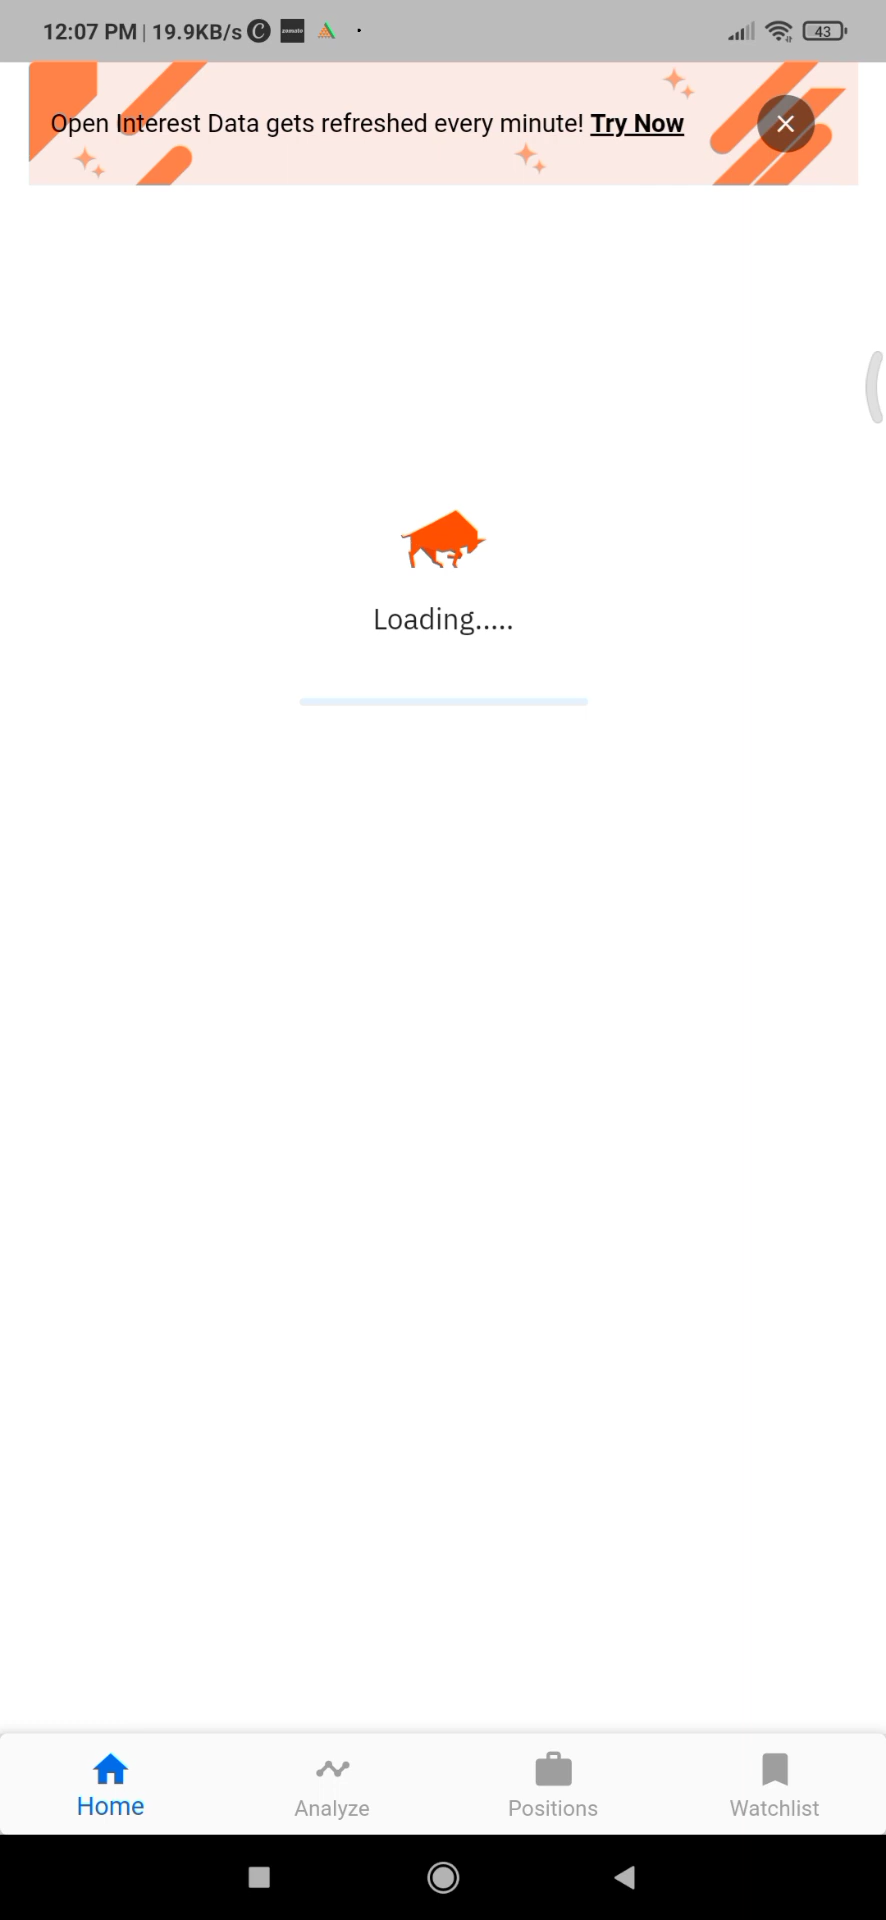 12:07 PM | 19.9KB/s
43
Open Interest Data gets refreshed every minute! Try Now
Loading.....
Home
Analyze
Positions
Watchlist